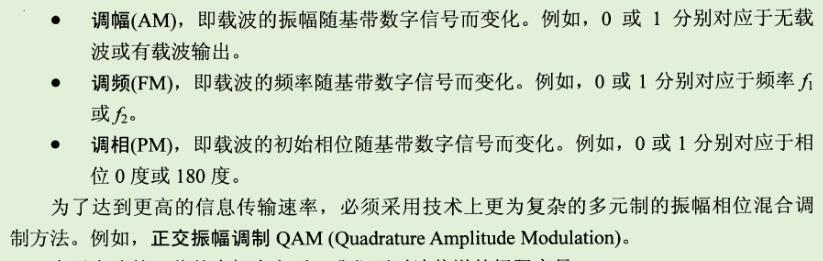 ● 调幅(AM)，即载波的振幅随基带数字信号而变化。例如，0 或 1 分别对应于无载
波或有载波输出。
● 调频(FM)，即载波的频率随基带数字信号而变化。例如，0 或 1 分别对应于频率 f₁
或 f₂。
● 调相(PM)，即载波的初始相位随基带数字信号而变化。例如，0 或 1 分别对应于相
位 0 度或 180 度。
为了达到更高的信息传输速率，必须采用技术上更为复杂的多元制的振幅相位混合调
制方法。例如，正交振幅调制 QAM (Quadrature Amplitude Modulation)。